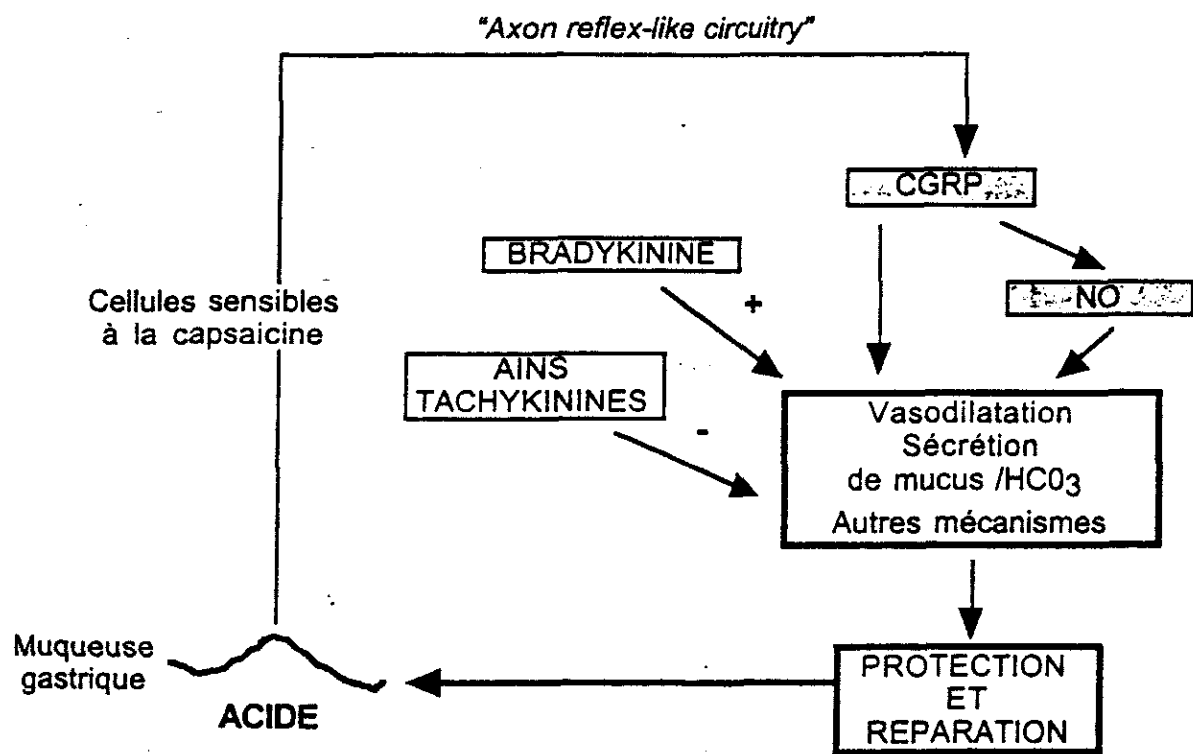 “Axon reflex-like circuitry”
CGRP
BRADYKININE
+
NO
Cellules sensibles
à la capsaicine
AINS
TACHYKININES
-
Vasodilatation
Sécrétion
de mucus /HC0₃
Autres mécanismes
Muqueuse
gastrique
ACIDE
PROTECTION
ET
REPARATION